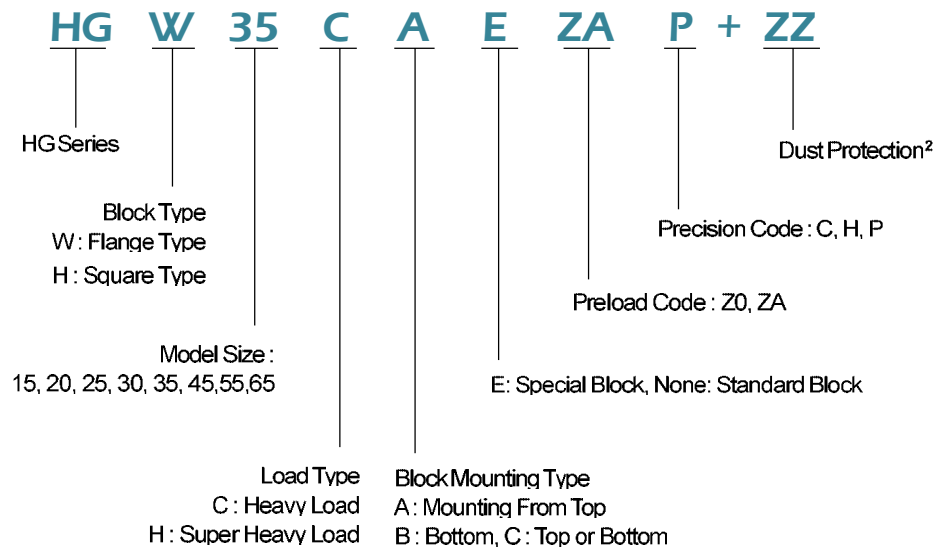 HG W 35 C A E ZA P + ZZ
HG Series
Dust Protection²
Block Type
W : Flange Type
H : Square Type
Precision Code : C, H, P
Preload Code : Z0, ZA
Model Size :
15, 20, 25, 30, 35, 45,55,65
E: Special Block, None: Standard Block
Load Type
C : Heavy Load
H : Super Heavy Load
Block Mounting Type
A : Mounting From Top
B : Bottom, C : Top or Bottom